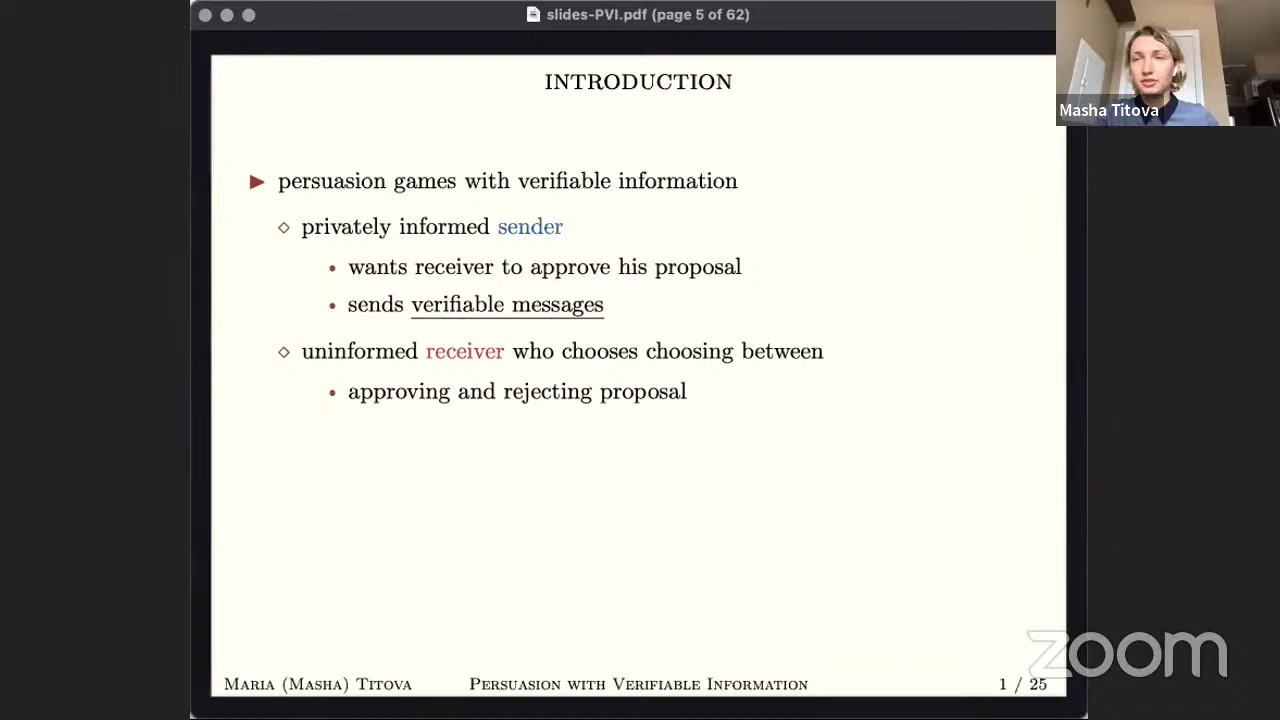 slides-PVI.pdf (page 5 of 62)
INTRODUCTION
Masha Titova
persuasion games with verifiable information
privately informed sender
wants receiver to approve his proposal
sends verifiable messages
uninformed receiver who chooses choosing between
approving and rejecting proposal
zoom
Maria (Masha) Titova Persuasion with Verifiable Information 1 / 25